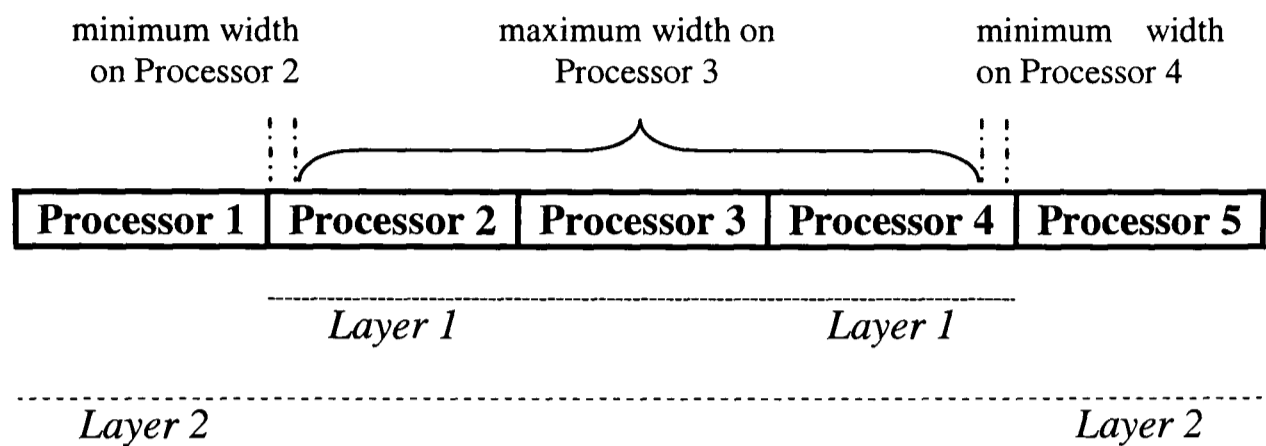 minimum width
on Processor 2
maximum width on
Processor 3
minimum width
on Processor 4
Processor 1 Processor 2 Processor 3 Processor 4 Processor 5
Layer 1 Layer 1
Layer 2 Layer 2